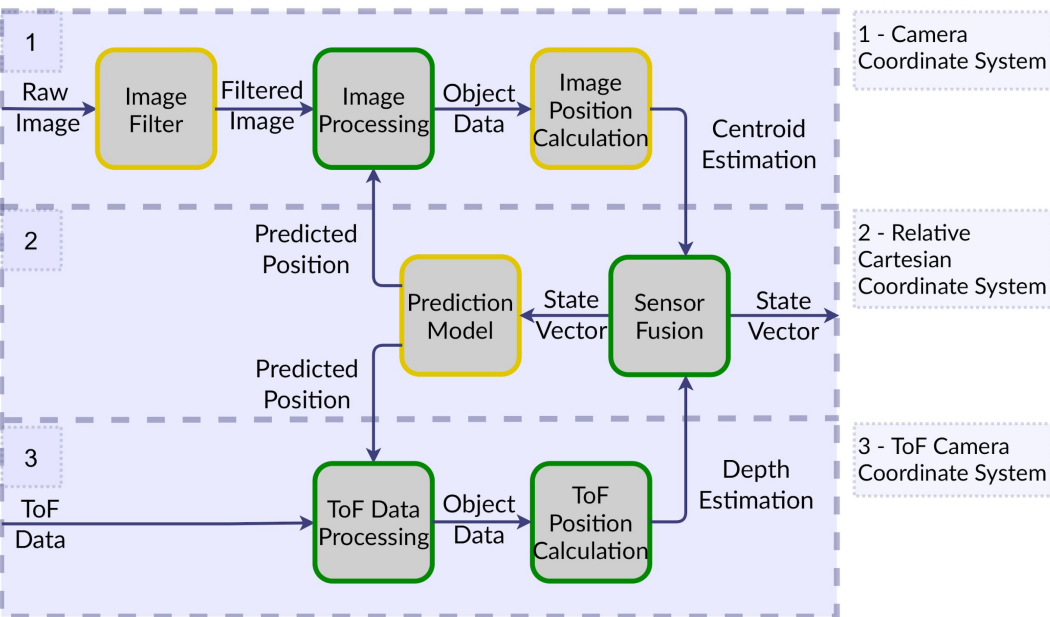 1
Raw
Image
Image
Filter
Filtered
Image
Image
Processing
Object
Data
Image
Position
Calculation
Centroid
Estimation
1 - Camera
Coordinate System
2
Predicted
Position
Prediction
Model
State
Vector
Sensor
Fusion
State
Vector
2 - Relative
Cartesian
Coordinate System
Predicted
Position
3
ToF
Data
ToF Data
Processing
Object
Data
ToF
Position
Calculation
Depth
Estimation
3 - ToF Camera
Coordinate System